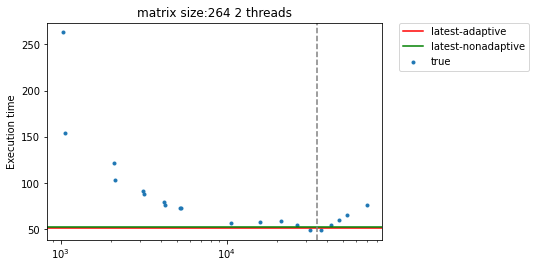 matrix size:264 2 threads
Execution time
250
200
150
100
50
10³
10⁴
latest-adaptive
latest-nonadaptive
true